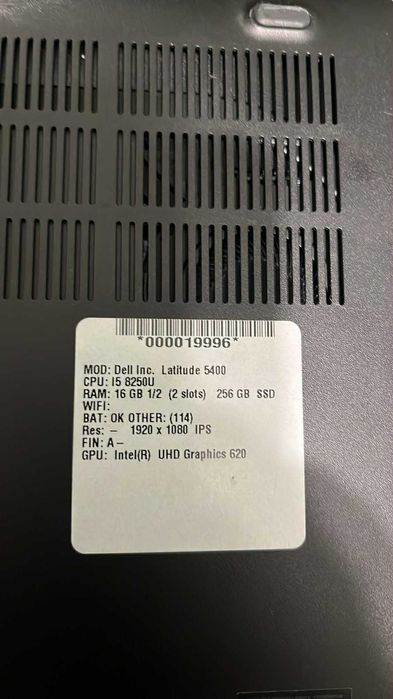 *000019996*
MOD: Dell Inc. Latitude 5400
CPU: I5 8250U
RAM: 16 GB 1/2 (2 slots) 256 GB SSD
WIFI:
BAT: OK OTHER: (114)
Res: – 1920 x 1080 IPS
FIN: A –
GPU: Intel(R) UHD Graphics 620